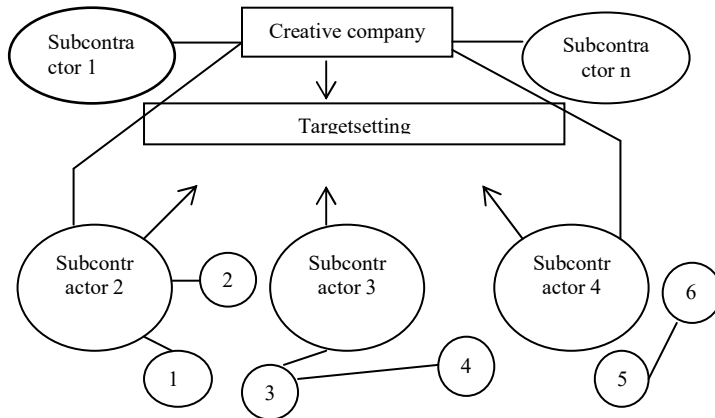 Subcontra
ctor 1
Creative company
Subcontra
ctor n
Targetsetting
Subcontr
actor 2
Subcontr
actor 3
Subcontr
actor 4
2
6
1
3
4
5